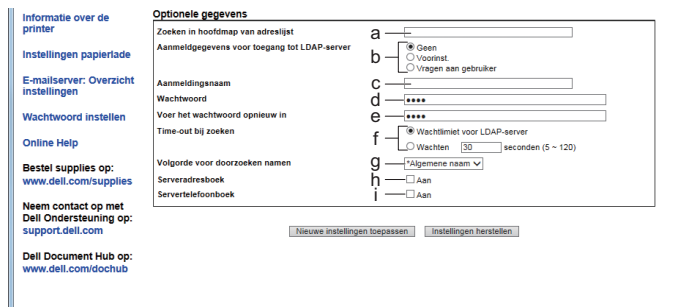 Informatie over de
printer
Instellingen papierlade
E-mailserver: Overzicht
instellingen
Wachtwoord instellen
Online Help
Bestel supplies op:
www.dell.com/supplies
Neem contact op met
Dell Ondersteuning op:
support.dell.com
Dell Document Hub op:
www.dell.com/dochub
Optionele gegevens
Zoeken in hoofdmap van adreslijst a
Aanmeldgegevens voor toegang tot LDAP-server b
Geen
Voorinst.
Vragen aan gebruiker
Aanmeldingsnaam c
Wachtwoord d ••••
Voer het wachtwoord opnieuw in e ••••
Time-out bij zoeken f
Wachtlimiet voor LDAP-server
Wachten 30 seconden (5 ~ 120)
Volgorde voor doorzoeken namen g *Algemene naam
Serveradresboek h Aan
Servertelefoonboek i Aan
Nieuwe instellingen toepassen Instellingen herstellen